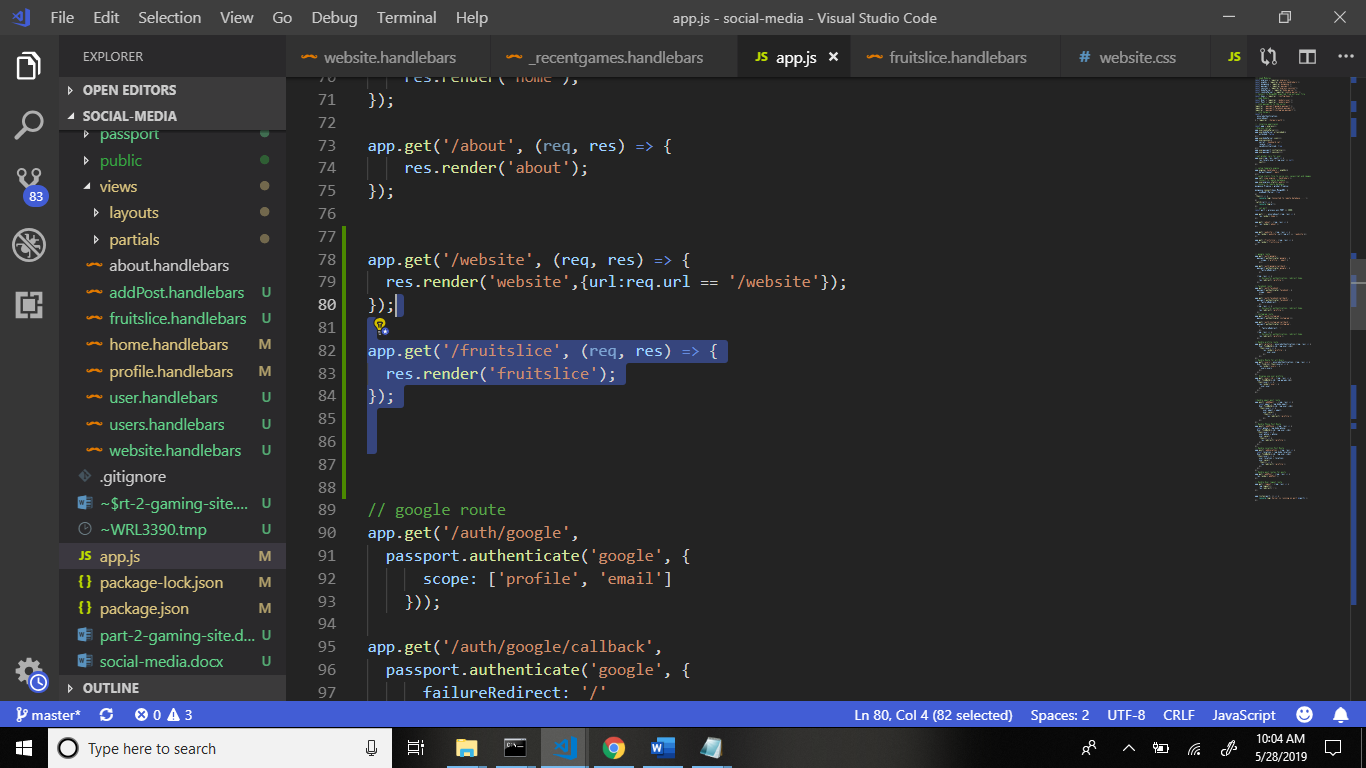 File Edit Selection View Go Debug Terminal Help
app.js - social-media - Visual Studio Code
EXPLORER
website.handlebars
_recentgames.handlebars
JS app.js ×
fruitslice.handlebars
# website.css
JS
OPEN EDITORS
SOCIAL-MEDIA
passport
public
views
layouts
partials
about.handlebars
addPost.handlebars U
fruitslice.handlebars U
home.handlebars M
profile.handlebars M
user.handlebars U
users.handlebars U
website.handlebars U
.gitignore
~$rt-2-gaming-site.... U
~WRL3390.tmp U
JS app.js M
{} package-lock.json M
{} package.json M
part-2-gaming-site.d... U
social-media.docx U
OUTLINE
83
70 res.render('home');
71 });
72
73 app.get('/about', (req, res) => {
74 res.render('about');
75 });
76
77
78 app.get('/website', (req, res) => {
79 res.render('website',{url:req.url == '/website'});
80 });
81
82 app.get('/fruitslice', (req, res) => {
83 res.render('fruitslice');
84 });
85
86
87
88
89 // google route
90 app.get('/auth/google',
91 passport.authenticate('google', {
92 scope: ['profile', 'email']
93 }));
94
95 app.get('/auth/google/callback',
96 passport.authenticate('google', {
97 failureRedirect: '/'
master* 0 3
Ln 80, Col 4 (82 selected) Spaces: 2 UTF-8 CRLF JavaScript
Type here to search
10:04 AM
5/28/2019